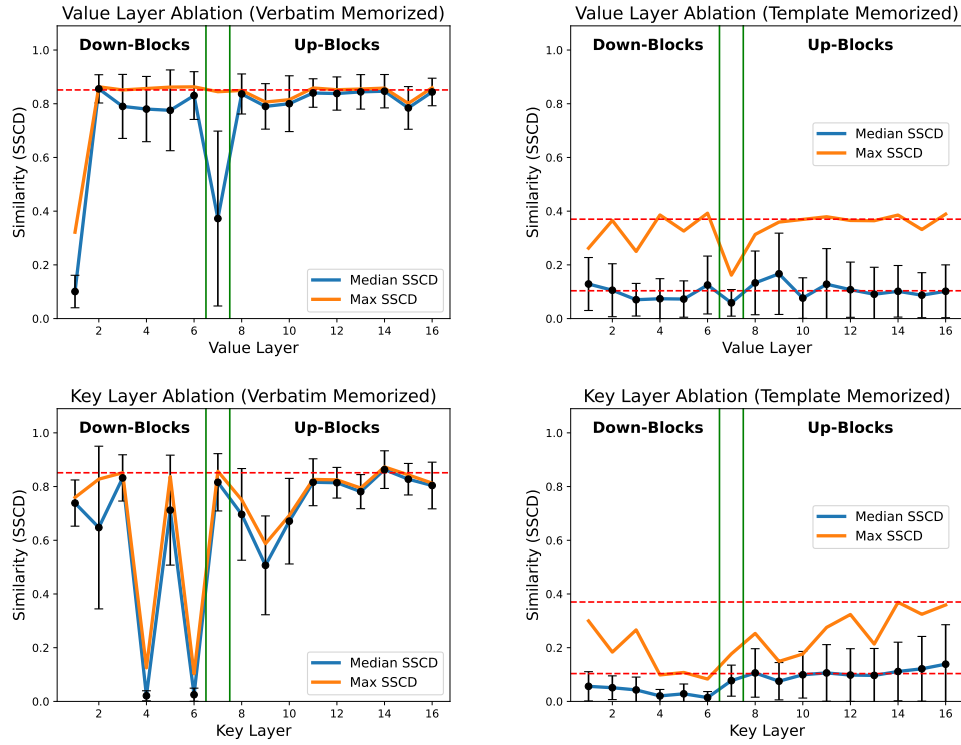 Value Layer Ablation (Verbatim Memorized)
Down-Blocks
Up-Blocks
1.0
0.8
0.6
0.4
0.2
0.0
Similarity (SSCD)
Median SSCD
Max SSCD
2 4 6 8 10 12 14 16
Value Layer
Value Layer Ablation (Template Memorized)
Down-Blocks
Up-Blocks
1.0
0.8
0.6
0.4
0.2
0.0
Similarity (SSCD)
Median SSCD
Max SSCD
2 4 6 8 10 12 14 16
Value Layer
Key Layer Ablation (Verbatim Memorized)
Down-Blocks
Up-Blocks
1.0
0.8
0.6
0.4
0.2
0.0
Similarity (SSCD)
Median SSCD
Max SSCD
2 4 6 8 10 12 14 16
Key Layer
Key Layer Ablation (Template Memorized)
Down-Blocks
Up-Blocks
1.0
0.8
0.6
0.4
0.2
0.0
Similarity (SSCD)
Median SSCD
Max SSCD
2 4 6 8 10 12 14 16
Key Layer